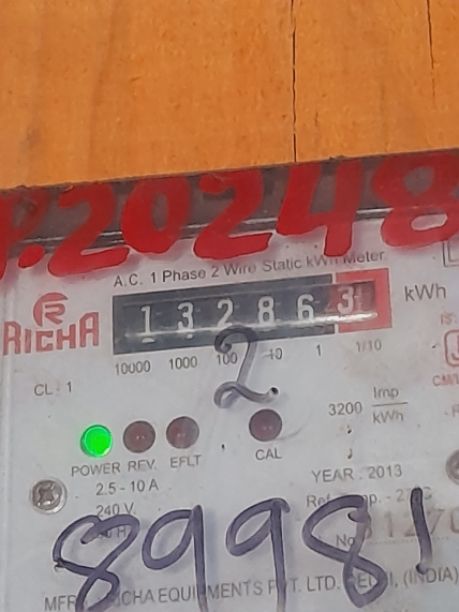 P.20248
A.C. 1 Phase 2 Wire Static kWh Meter
RICHA
1 3 2 8 6 3 kWh
10000 1000 100 10 1 1/10
2
CL : 1
3200 Imp/kWh
POWER REV. EFLT CAL
2.5 - 10 A
YEAR : 2013
240 V.
89981
MFR. RICHA EQUIPMENTS PVT. LTD. DELHI, (INDIA)